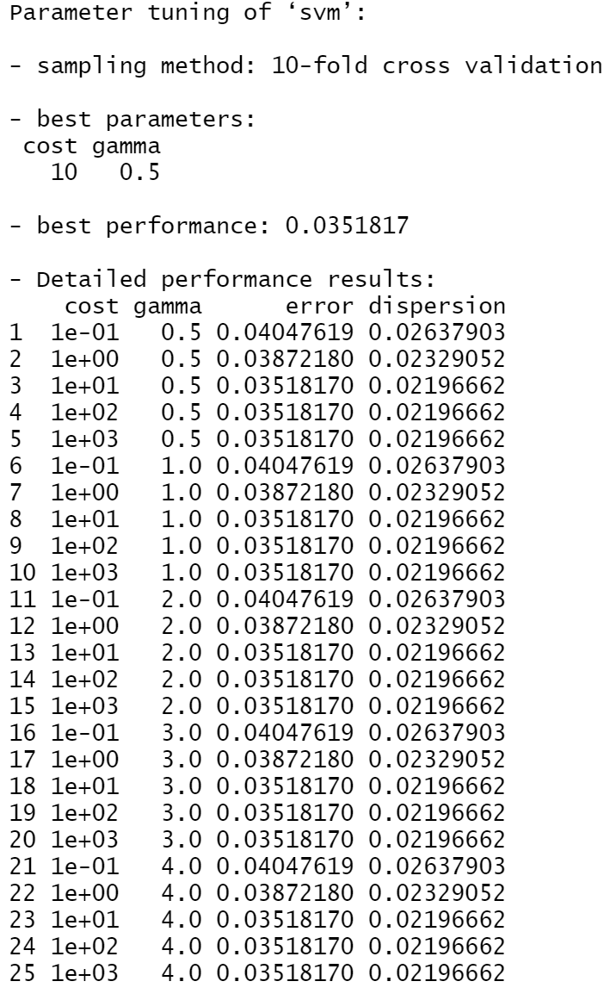 Parameter tuning of ‘svm’:
- sampling method: 10-fold cross validation
- best parameters:
cost gamma
10 0.5
- best performance: 0.0351817
- Detailed performance results:
cost gamma error dispersion
1 1e-01 0.5 0.04047619 0.02637903
2 1e+00 0.5 0.03872180 0.02329052
3 1e+01 0.5 0.03518170 0.02196662
4 1e+02 0.5 0.03518170 0.02196662
5 1e+03 0.5 0.03518170 0.02196662
6 1e-01 1.0 0.04047619 0.02637903
7 1e+00 1.0 0.03872180 0.02329052
8 1e+01 1.0 0.03518170 0.02196662
9 1e+02 1.0 0.03518170 0.02196662
10 1e+03 1.0 0.03518170 0.02196662
11 1e-01 2.0 0.04047619 0.02637903
12 1e+00 2.0 0.03872180 0.02329052
13 1e+01 2.0 0.03518170 0.02196662
14 1e+02 2.0 0.03518170 0.02196662
15 1e+03 2.0 0.03518170 0.02196662
16 1e-01 3.0 0.04047619 0.02637903
17 1e+00 3.0 0.03872180 0.02329052
18 1e+01 3.0 0.03518170 0.02196662
19 1e+02 3.0 0.03518170 0.02196662
20 1e+03 3.0 0.03518170 0.02196662
21 1e-01 4.0 0.04047619 0.02637903
22 1e+00 4.0 0.03872180 0.02329052
23 1e+01 4.0 0.03518170 0.02196662
24 1e+02 4.0 0.03518170 0.02196662
25 1e+03 4.0 0.03518170 0.02196662